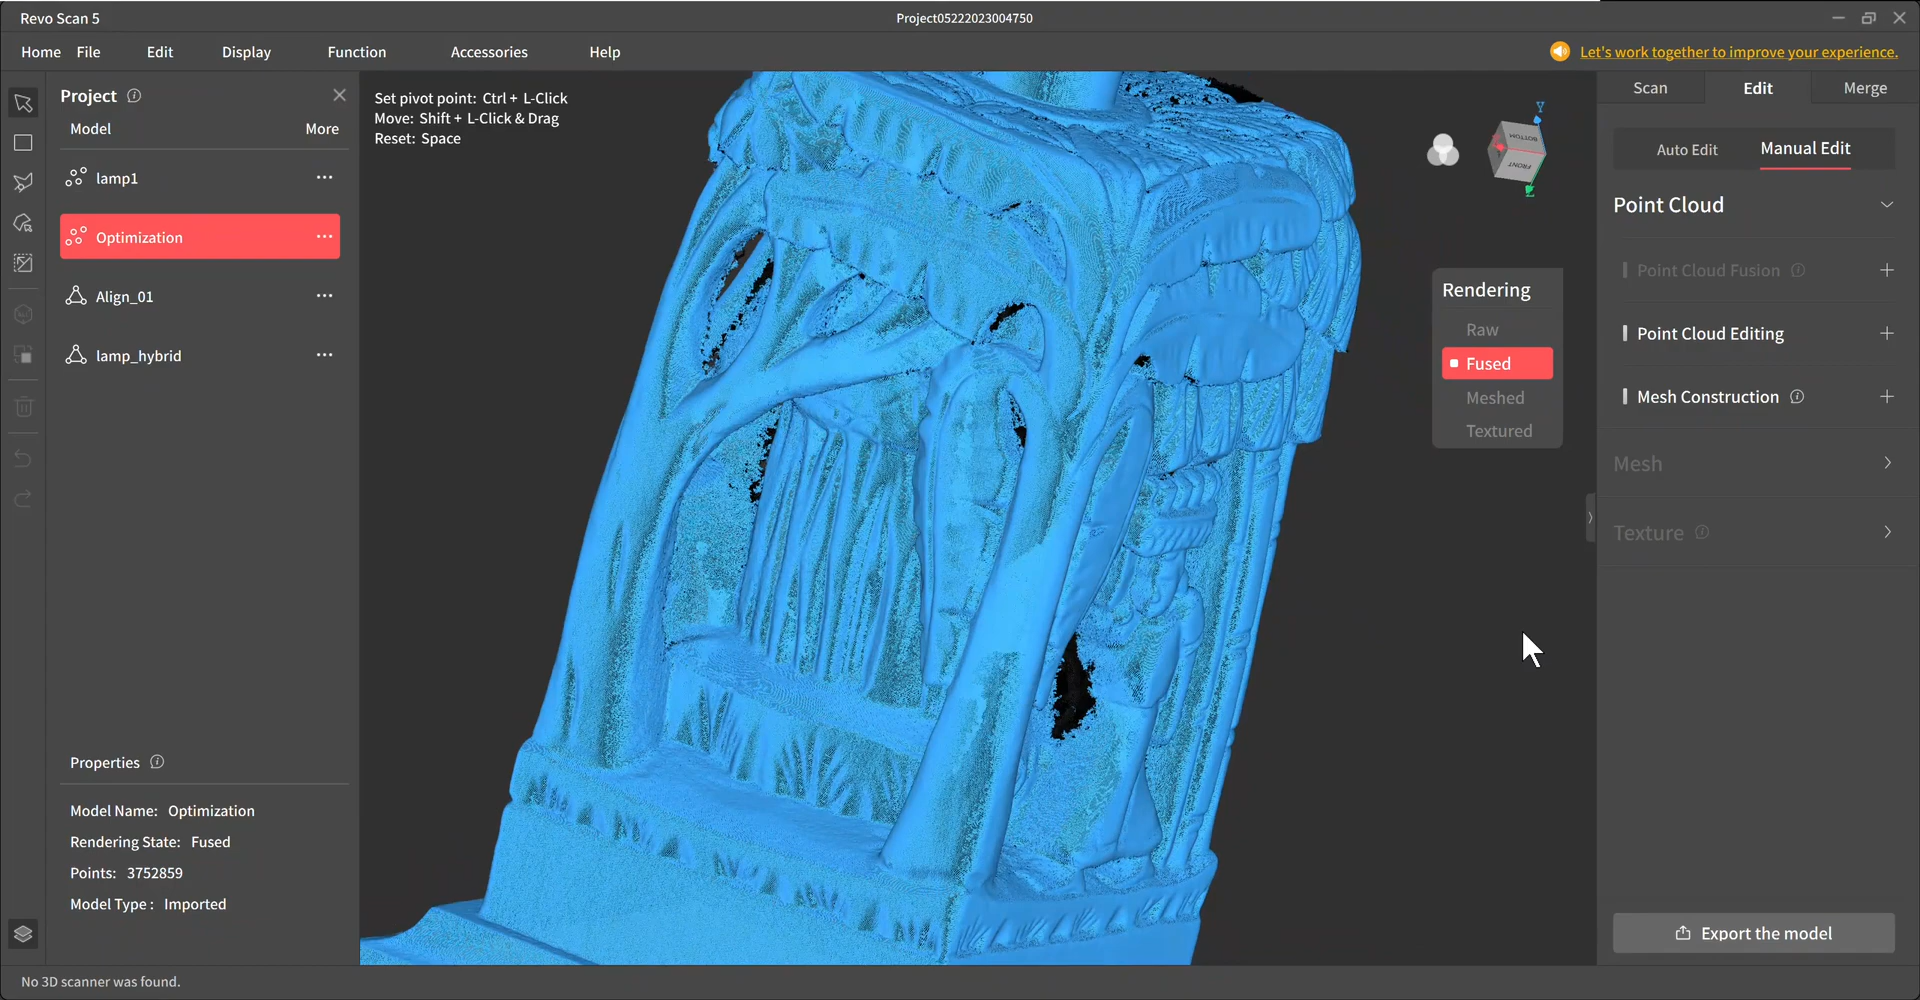 Revo Scan 5
Project05222023004750
Home File Edit Display Function Accessories Help
Let's work together to improve your experience.
Project
Model More
lamp1
Optimization
Align_01
lamp_hybrid
Properties
Model Name: Optimization
Rendering State: Fused
Points: 3752859
Model Type : Imported
Set pivot point: Ctrl + L-Click
Move: Shift + L-Click & Drag
Reset: Space
Y
BOTTOM
FRONT
Z
Rendering
Raw
Fused
Meshed
Textured
Scan Edit Merge
Auto Edit Manual Edit
Point Cloud
Point Cloud Fusion
Point Cloud Editing
Mesh Construction
Mesh
Texture
Export the model
No 3D scanner was found.